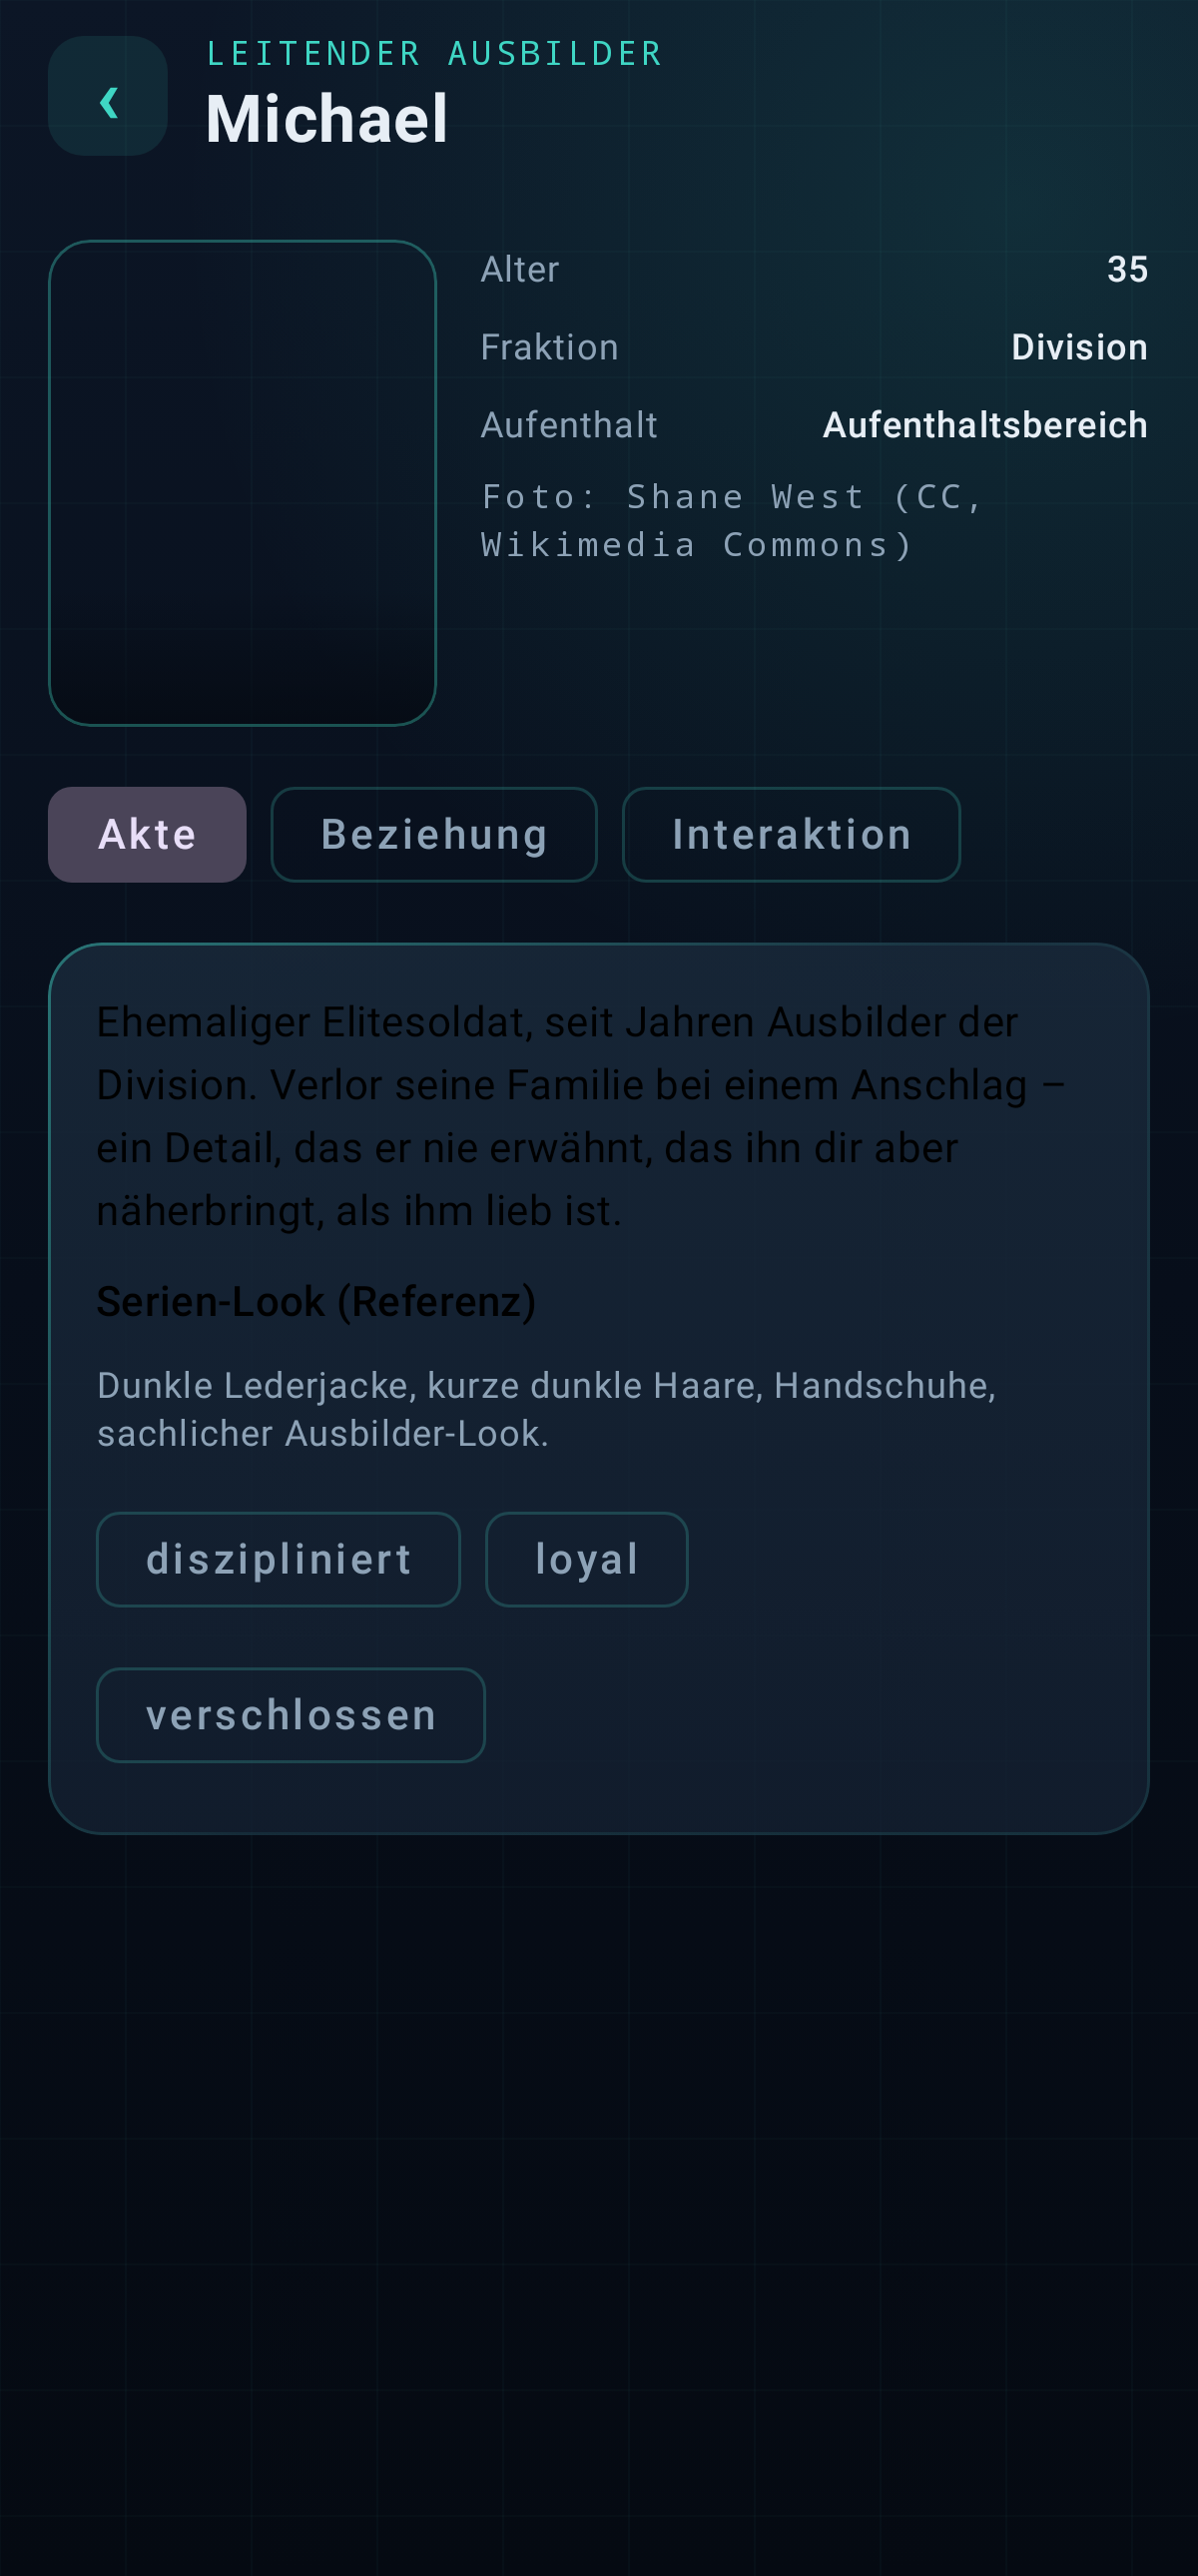 LEITENDER AUSBILDER
Michael
Alter 35
Fraktion Division
Aufenthalt Aufenthaltsbereich
Foto: Shane West (CC,
Wikimedia Commons)
Akte Beziehung Interaktion
Ehemaliger Elitesoldat, seit Jahren Ausbilder der
Division. Verlor seine Familie bei einem Anschlag –
ein Detail, das er nie erwähnt, das ihn dir aber
näherbringt, als ihm lieb ist.
Serien-Look (Referenz)
Dunkle Lederjacke, kurze dunkle Haare, Handschuhe,
sachlicher Ausbilder-Look.
diszipliniert loyal
verschlossen